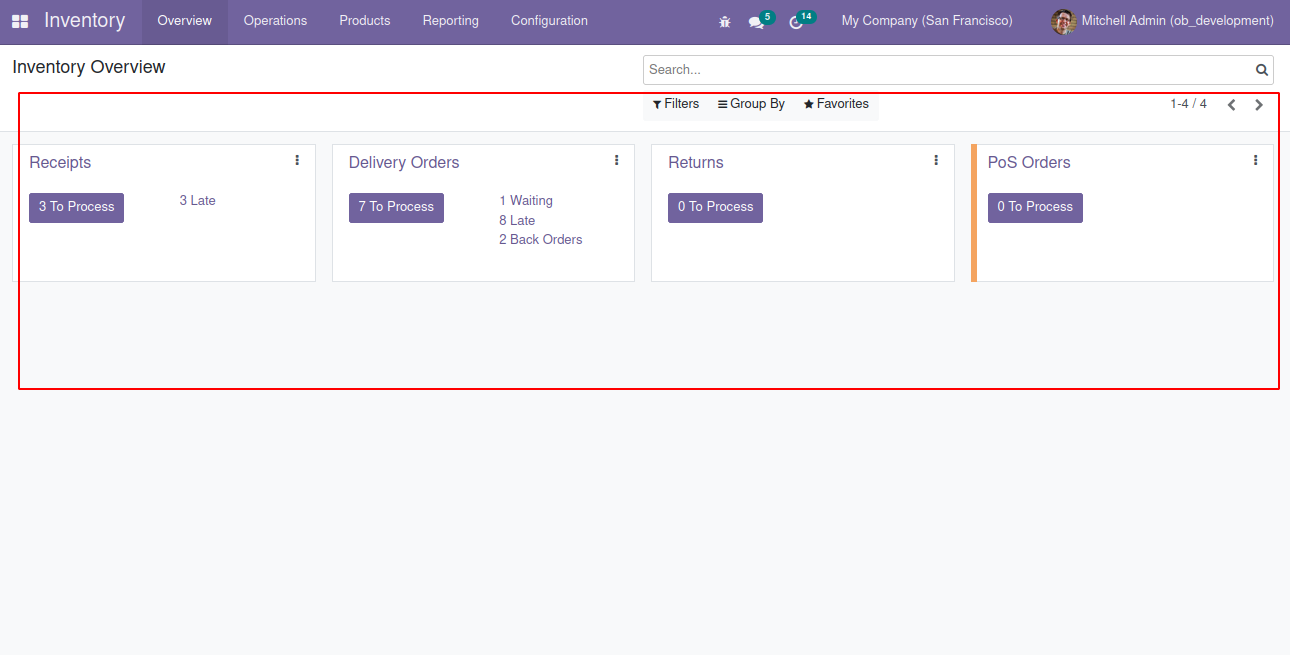 Inventory Overview Operations Products Reporting Configuration 5 14 My Company (San Francisco) Mitchell Admin (ob_development)
Inventory Overview
Search...
Filters Group By Favorites 1-4 / 4
Receipts
3 To Process 3 Late
Delivery Orders
7 To Process 1 Waiting
8 Late
2 Back Orders
Returns
0 To Process
PoS Orders
0 To Process